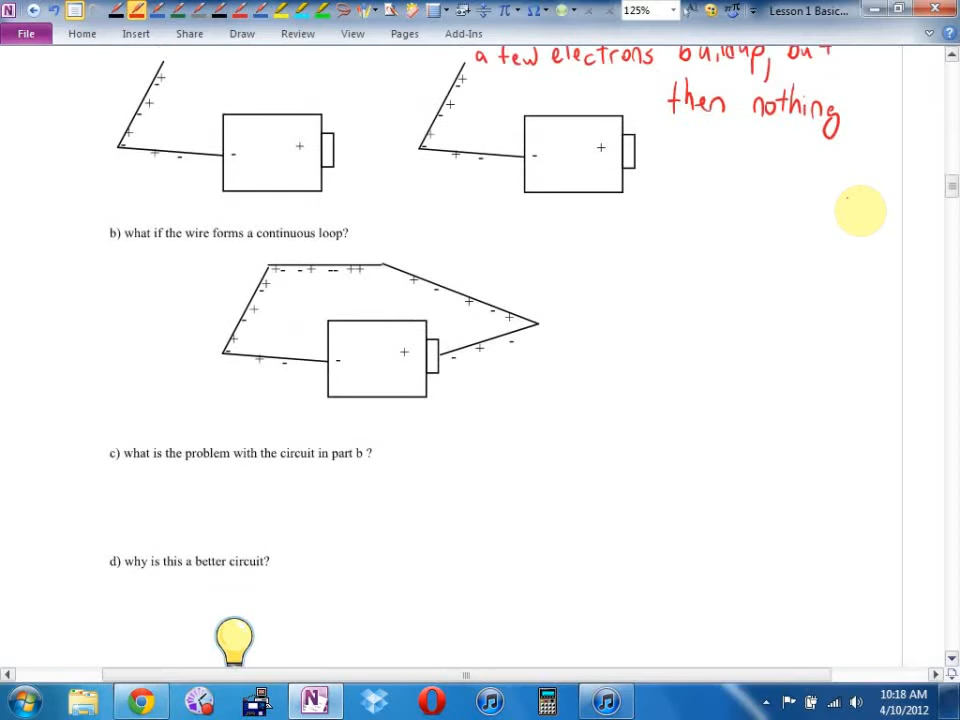 125%
Lesson 1 Basic...
File Home Insert Share Draw Review View Pages Add-Ins
a few electrons buildup, but
then nothing
+ - + - + - + -
- +
+ - + - + - + -
- +
b) what if the wire forms a continuous loop?
+- -+ -- ++
+ - + - + - + - + -
+ - + - +
- +
- + -
c) what is the problem with the circuit in part b ?
d) why is this a better circuit?
10:18 AM
4/10/2012